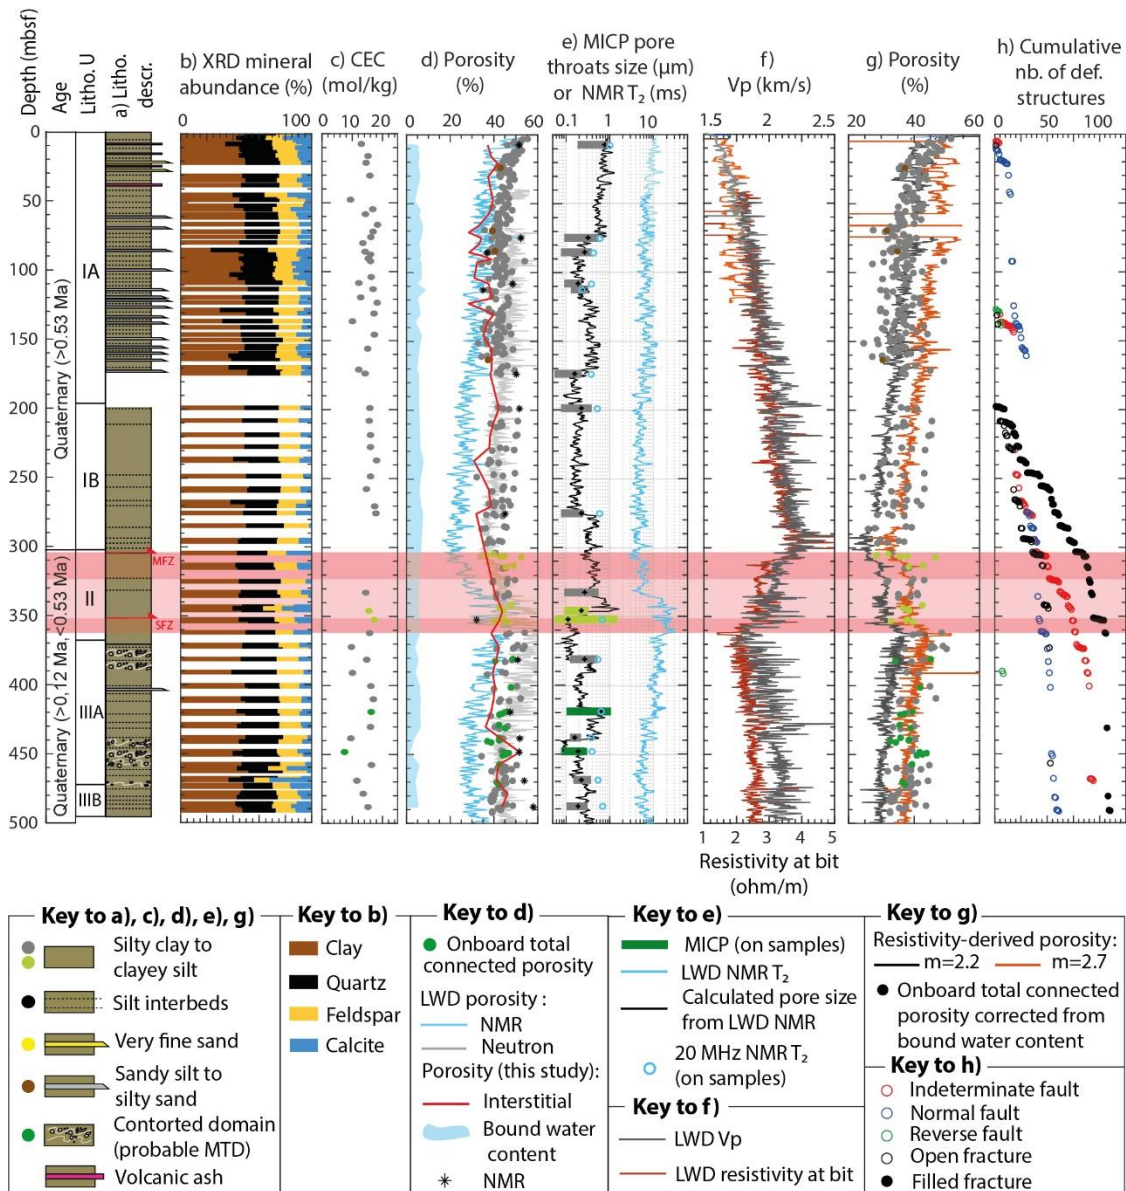 Depth (mbsf)
Age
Litho. U
a) Litho.
descr.
b) XRD mineral
abundance (%)
c) CEC
(mol/kg)
d) Porosity
(%)
e) MICP pore
throats size (µm)
or NMR T₂ (ms)
f)
Vp (km/s)
g) Porosity
(%)
h) Cumulative
nb. of def.
structures
0 100
0 10 20
0 20 40 60
0.1 1 10
1.5 2 2.5
20 40 60
0 50 100
0
50
100
150
200
250
300
350
400
450
500
Quaternary (>0.53 Ma)
Quaternary (>0, 12 Ma, <0.53 Ma)
IA
IB
II
IIIA
IIIB
MFZ
SFZ
1 2 3 4 5
Resistivity at bit
(ohm/m)
Key to a), c), d), e), g)
Silty clay to
clayey silt
Silt interbeds
Very fine sand
Sandy silt to
silty sand
Contorted domain
(probable MTD)
Volcanic ash
Key to b)
Clay
Quartz
Feldspar
Calcite
Key to d)
Onboard total
connected porosity
LWD porosity :
NMR
Neutron
Porosity (this study):
Interstitial
Bound water
content
NMR
Key to e)
MICP (on samples)
LWD NMR T₂
Calculated pore size
from LWD NMR
20 MHz NMR T₂
(on samples)
Key to f)
LWD Vp
LWD resistivity at bit
Key to g)
Resistivity-derived porosity:
m=2.2 m=2.7
Onboard total connected
porosity corrected from
bound water content
Key to h)
Indeterminate fault
Normal fault
Reverse fault
Open fracture
Filled fracture